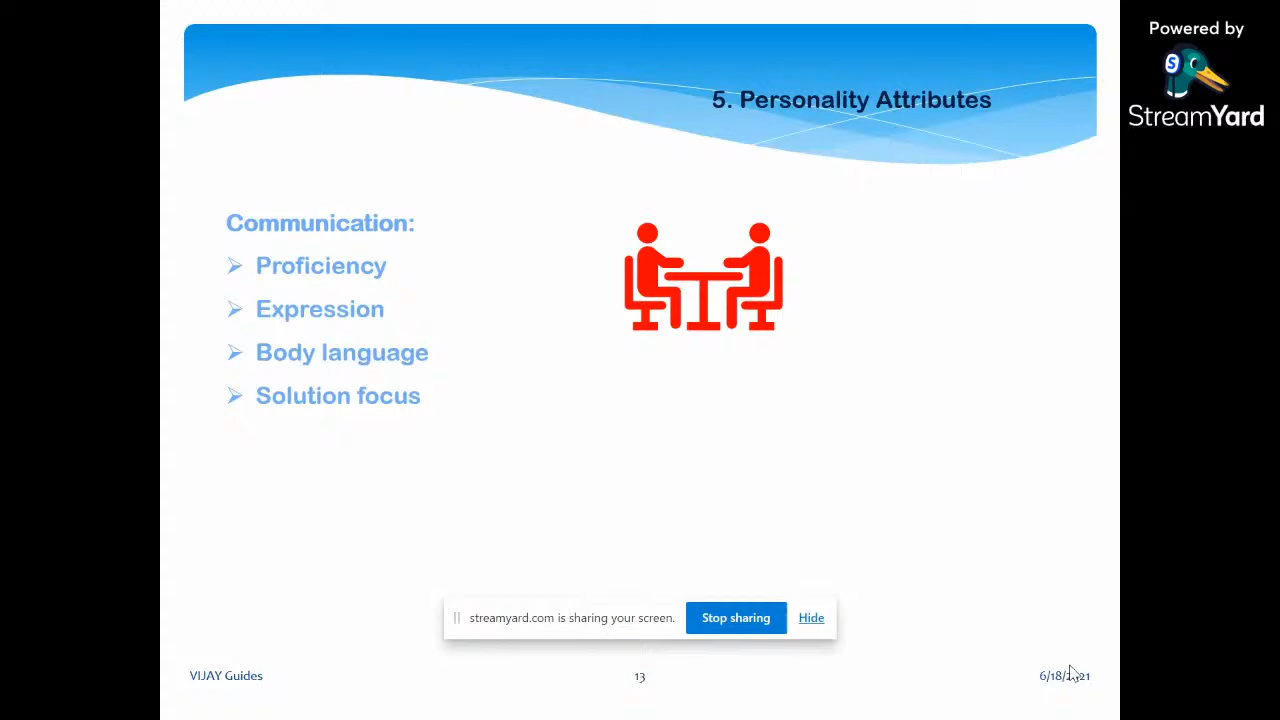 Powered by
StreamYard
5. Personality Attributes
Communication:
Proficiency
Expression
Body language
Solution focus
streamyard.com is sharing your screen.
Stop sharing
Hide
VIJAY Guides
13